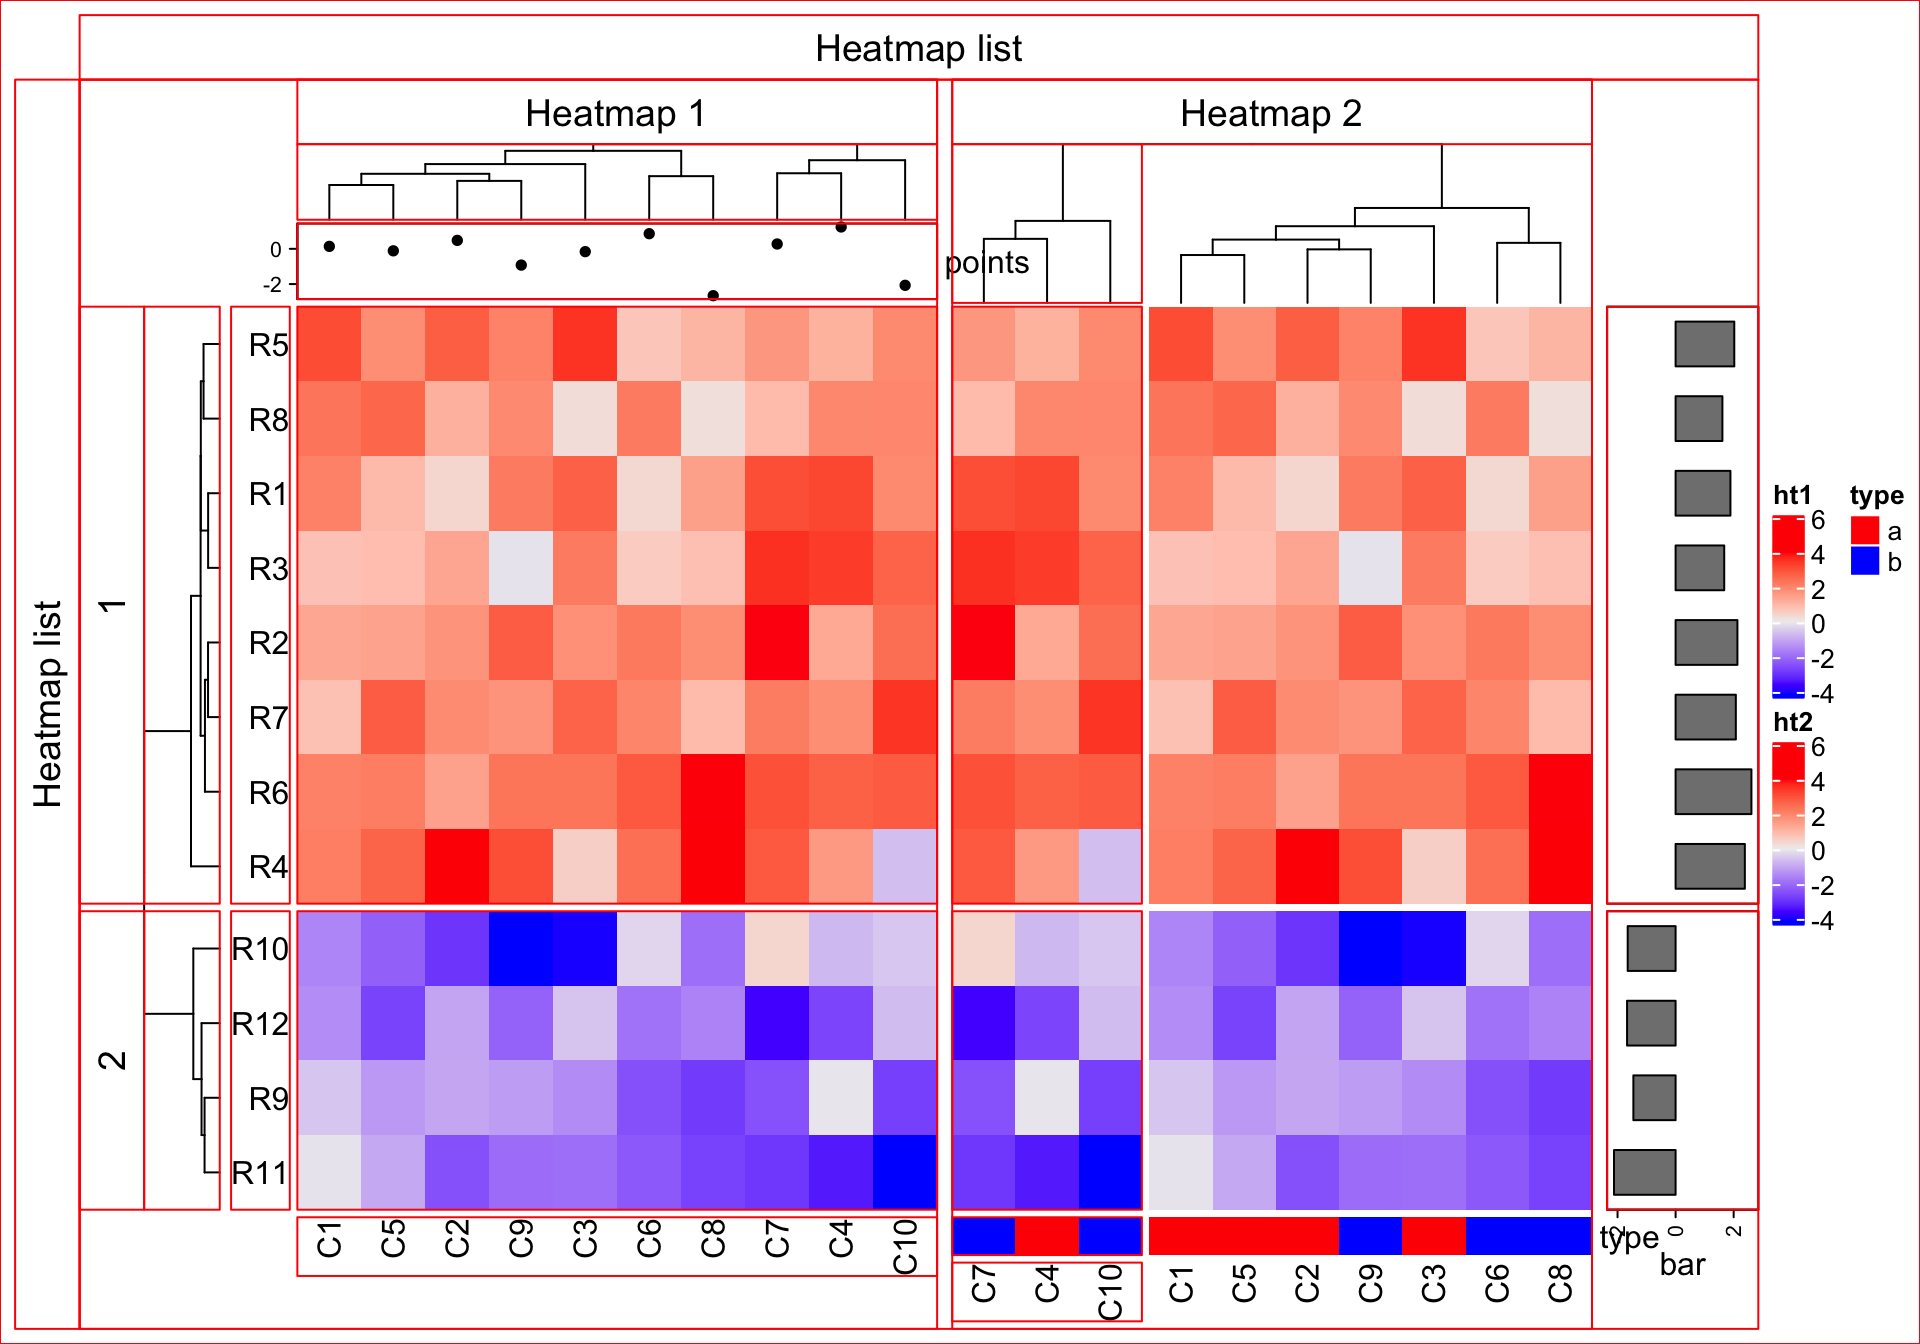 Heatmap list
Heatmap list
Heatmap 1
Heatmap 2
0
-2
points
1
2
R5
R8
R1
R3
R2
R7
R6
R4
R10
R12
R9
R11
C1 C5 C2 C9 C3 C6 C8 C7 C4 C10
C7 C4 C10 C1 C5 C2 C9 C3 C6 C8
type
-2 0 2
bar
ht1
6
4
2
0
-2
-4
ht2
6
4
2
0
-2
-4
type
a
b